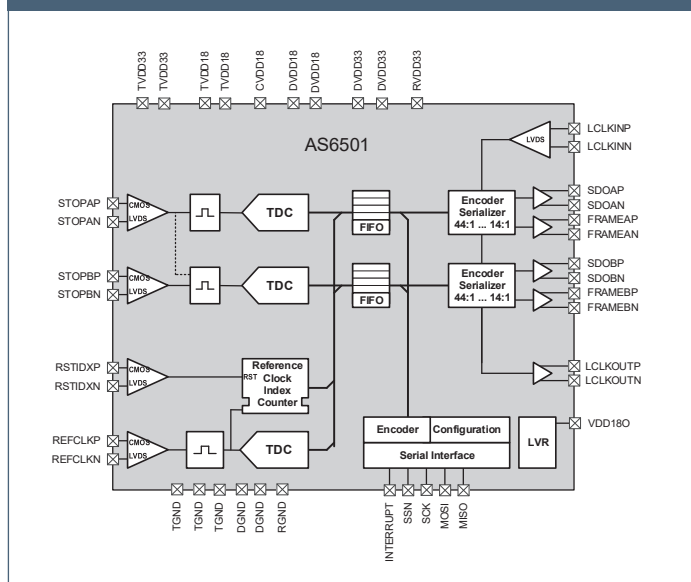 TVDD33
TVDD33
TVDD18
TVDD18
CVDD18
DVDD18
DVDD18
DVDD33
DVDD33
RVDD33
AS6501
LVDS
LCLKINP
LCLKINN
STOPAP
STOPAN
CMOS
LVDS
TDC
FIFO
Encoder
Serializer
44:1 ... 14:1
SDOAP
SDOAN
FRAMEAP
FRAMEAN
STOPBP
STOPBN
CMOS
LVDS
TDC
FIFO
Encoder
Serializer
44:1 ... 14:1
SDOBP
SDOBN
FRAMEBP
FRAMEBN
RSTIDXP
RSTIDXN
CMOS
LVDS
RST
Reference
Clock
Index
Counter
LCLKOUTP
LCLKOUTN
REFCLKP
REFCLKN
CMOS
LVDS
TDC
Encoder
Configuration
Serial Interface
LVR
VDD18O
TGND
TGND
TGND
DGND
DGND
RGND
INTERRUPT
SSN
SCK
MOSI
MISO